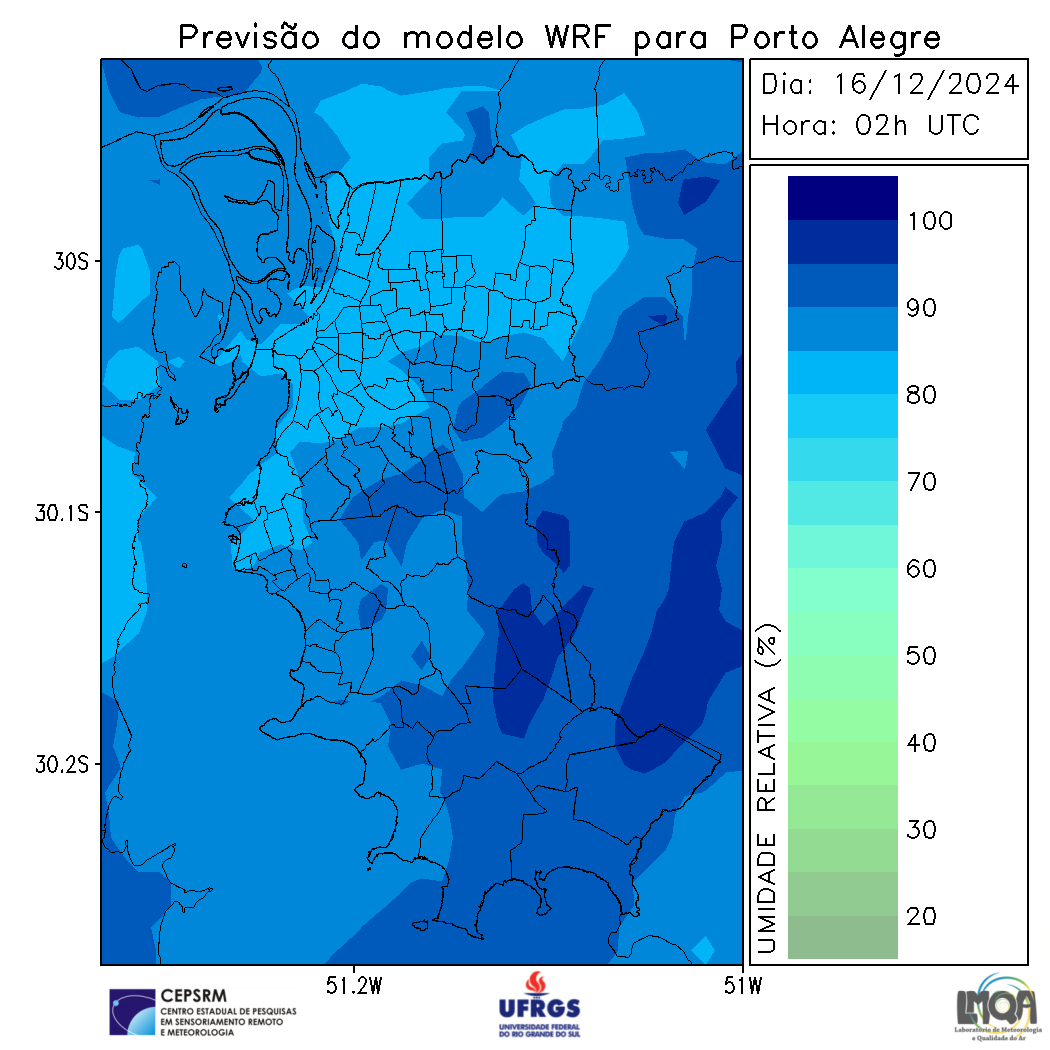 Previsão do modelo WRF para Porto Alegre
Dia: 16/12/2024
Hora: 02h UTC
30S
30.1S
30.2S
51.2W
51W
100
90
80
70
60
50
40
30
20
UMIDADE RELATIVA (%)
CEPSRM
CENTRO ESTADUAL DE PESQUISAS
EM SENSORIAMENTO REMOTO
E METEOROLOGIA
UFRGS
UNIVERSIDADE FEDERAL
DO RIO GRANDE DO SUL
LMQA
Laboratório de Meteorologia
e Qualidade do Ar